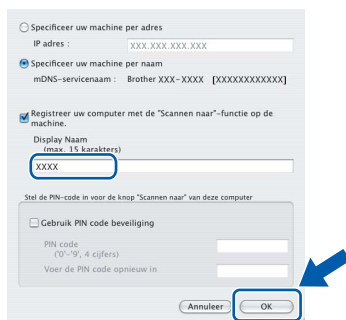 Specificeer uw machine per adres
IP adres : XXX.XXX.XXX.XXX
Specificeer uw machine per naam
mDNS-servicenaam : Brother XXX-XXXX [XXXXXXXXXXXX]
Registreer uw computer met de "Scannen naar"-functie op de
machine.
Display Naam
(max. 15 karakters)
XXXX
Stel de PIN-code in voor de knop "Scannen naar" van deze computer
Gebruik PIN code beveiliging
PIN code
('0'-'9', 4 cijfers)
Voer de PIN code opnieuw in
Annuleer OK